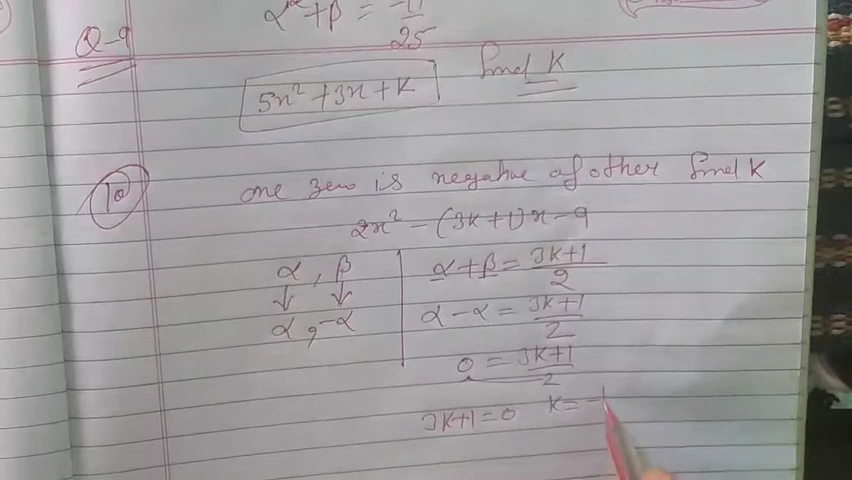 Q-9
α² + β = -11/25
5x² + 3x + k find k
10 one zero is negative of other find k
2x² - (3k+1)x - 9
α , β α + β = 3k+1/2
↓ ↓
α , -α α - α = 3k+1/2
0 = 3k+1/2
3k+1 = 0 k = -1